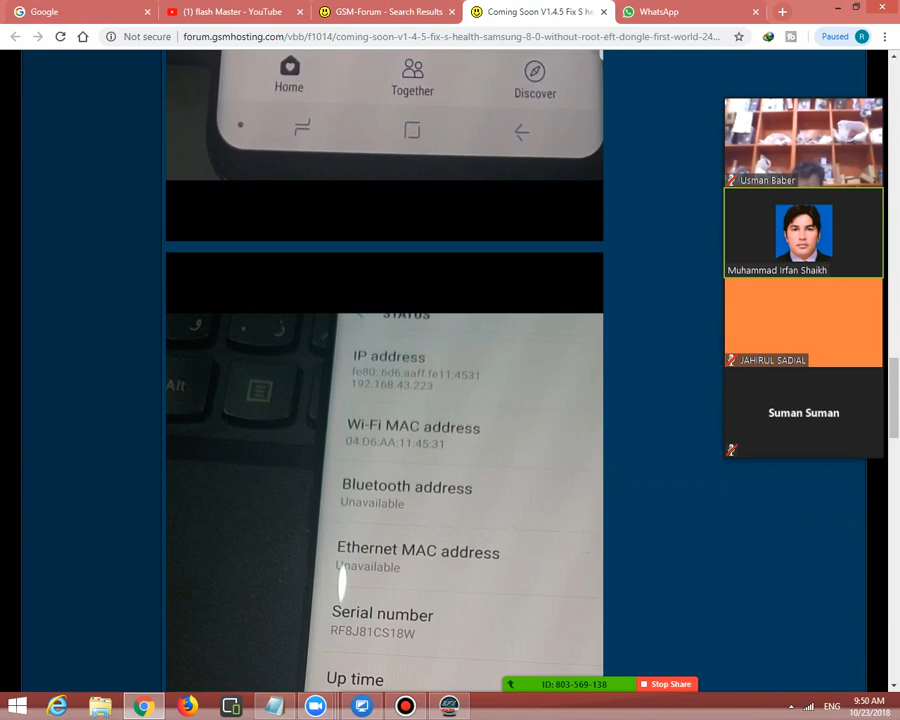 Google
(1) flash Master - YouTube
GSM-Forum - Search Results
Coming Soon V1.4.5 Fix S he
WhatsApp
Not secure
forum.gsmhosting.com/vbb/f1014/coming-soon-v1-4-5-fix-s-health-samsung-8-0-without-root-eft-dongle-first-world-24...
Paused
R
Home
Together
Discover
Usman Baber
Muhammad Irfan Shaikh
JAHIRUL SADIAL
Suman Suman
Alt
STATUS
IP address
fe80::6d6:aaff:fe11:4531
192.168.43.223
Wi-Fi MAC address
04:D6:AA:11:45:31
Bluetooth address
Unavailable
Ethernet MAC address
Unavailable
Serial number
RF8J81CS18W
Up time
ID: 803-569-138
Stop Share
ENG
9:50 AM
10/23/2018